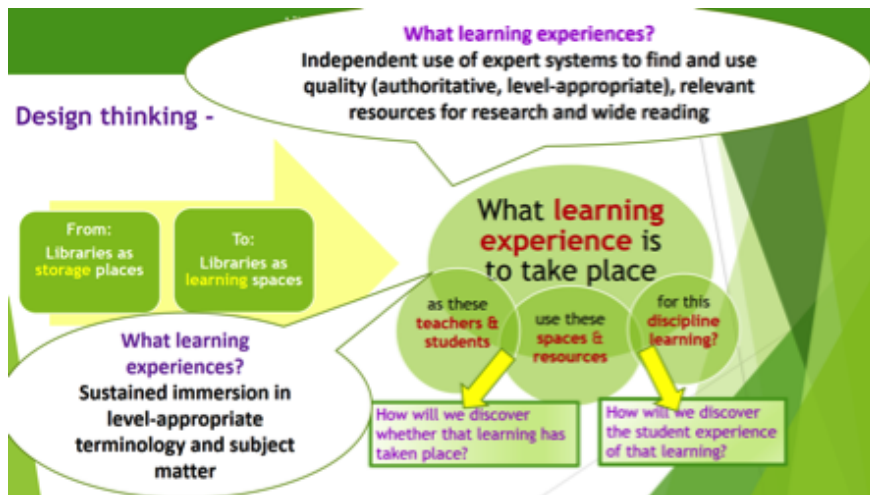 What learning experiences?
Independent use of expert systems to find and use
quality (authoritative, level-appropriate), relevant
resources for research and wide reading
Design thinking -
From:
Libraries as
storage places
To:
Libraries as
learning spaces
What learning
experience is
to take place
as these
teachers &
students
use these
spaces &
resources
for this
discipline
learning?
What learning
experiences?
Sustained immersion in
level-appropriate
terminology and subject
matter
How will we discover
whether that learning has
taken place?
How will we discover
the student experience
of that learning?